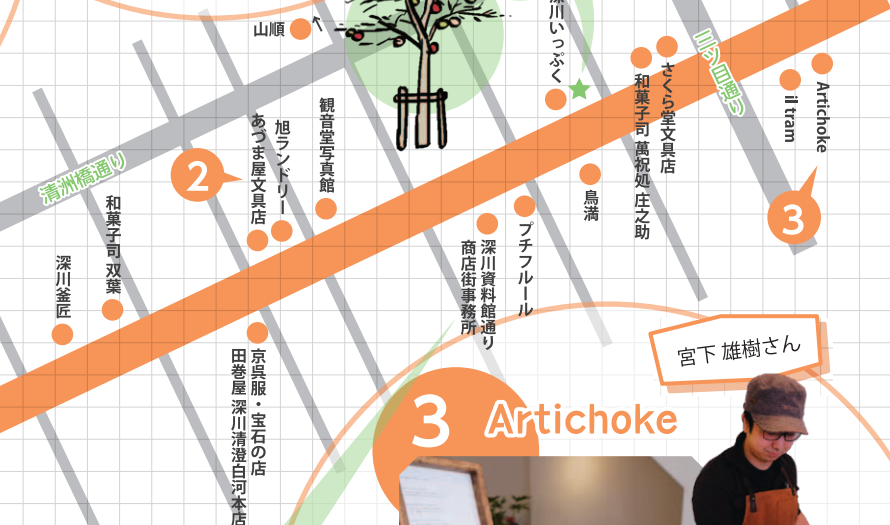 山順
深川いっぷく
三ツ目通り
Artichoke
il tram
さくら堂文具店
和菓子司 萬祝処 庄之助
3
鳥満
プチフルール
深川資料館通り
商店街事務所
観音堂写真館
旭ランドリー
あづま屋文具店
2
清洲橋通り
和菓子司 双葉
深川釜匠
京呉服・宝石の店
田巻屋 深川清澄白河本店
宮下 雄樹さん
3
Artichoke